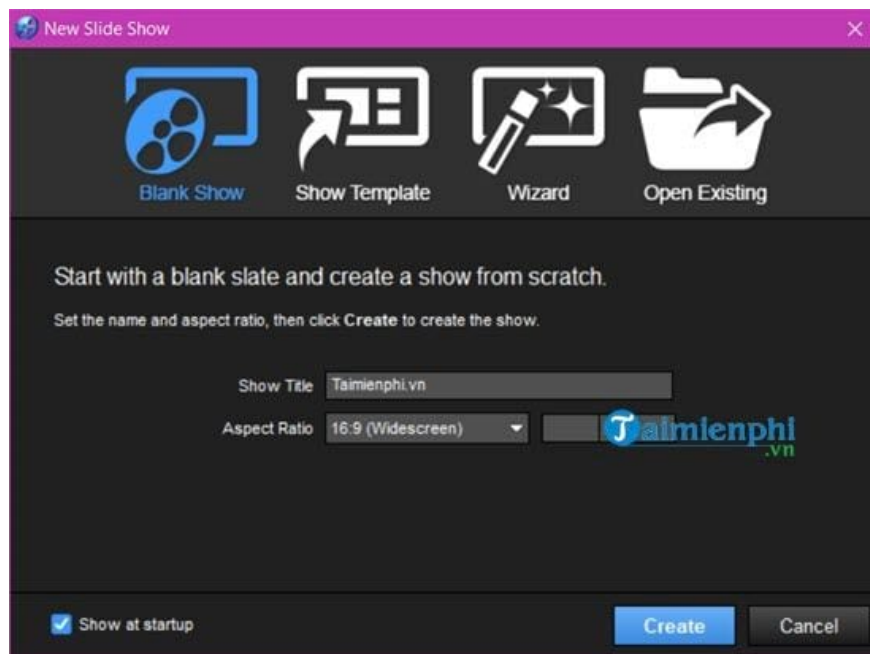 New Slide Show
Blank Show Show Template Wizard Open Existing
Start with a blank slate and create a show from scratch.
Set the name and aspect ratio, then click Create to create the show.
Show Title Taimienphi.vn
Aspect Ratio 16:9 (Widescreen)
Taimienphi
.vn
Show at startup Create Cancel